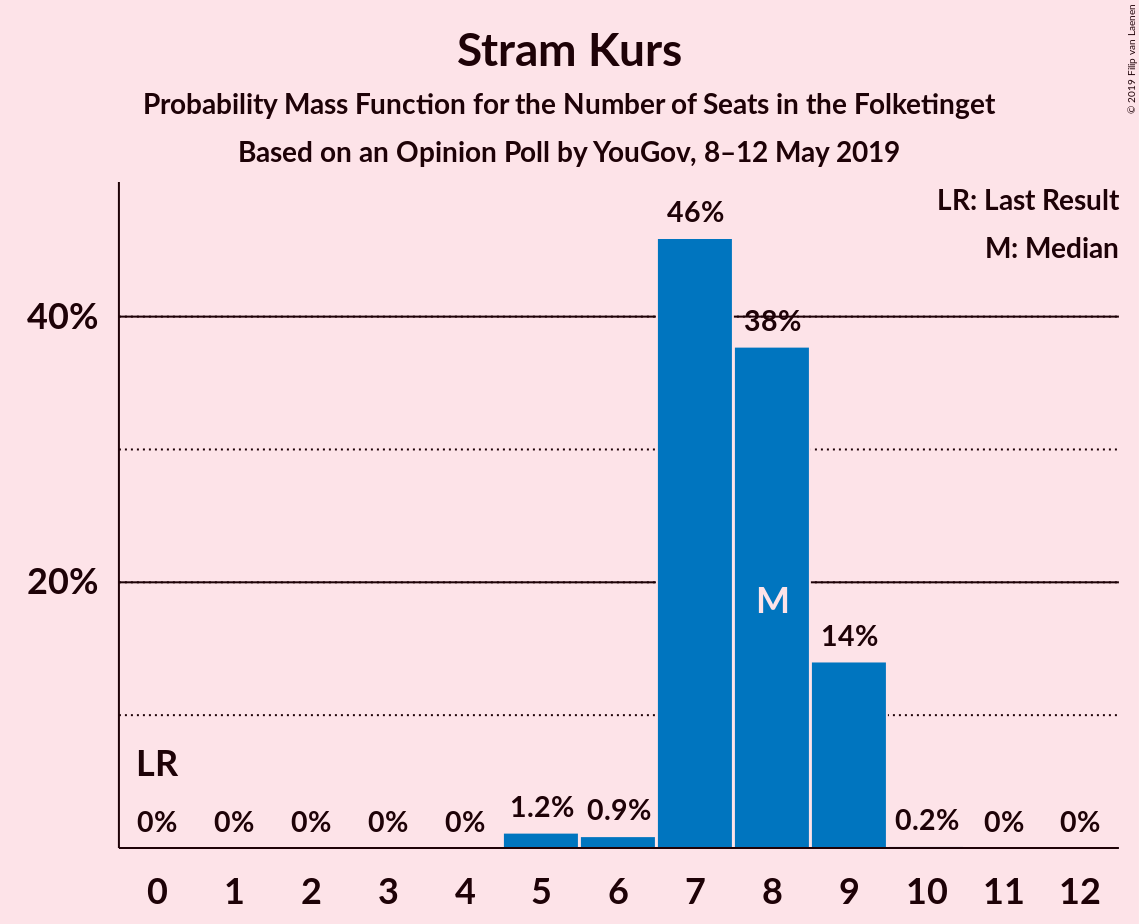 Stram Kurs
Probability Mass Function for the Number of Seats in the Folketinget
Based on an Opinion Poll by YouGov, 8–12 May 2019
© 2019 Filip van Laenen
LR: Last Result
M: Median
46%
40%
38%
20%
M
14%
LR
0% 0% 0% 0% 0% 1.2% 0.9% 0.2% 0% 0%
0 1 2 3 4 5 6 7 8 9 10 11 12